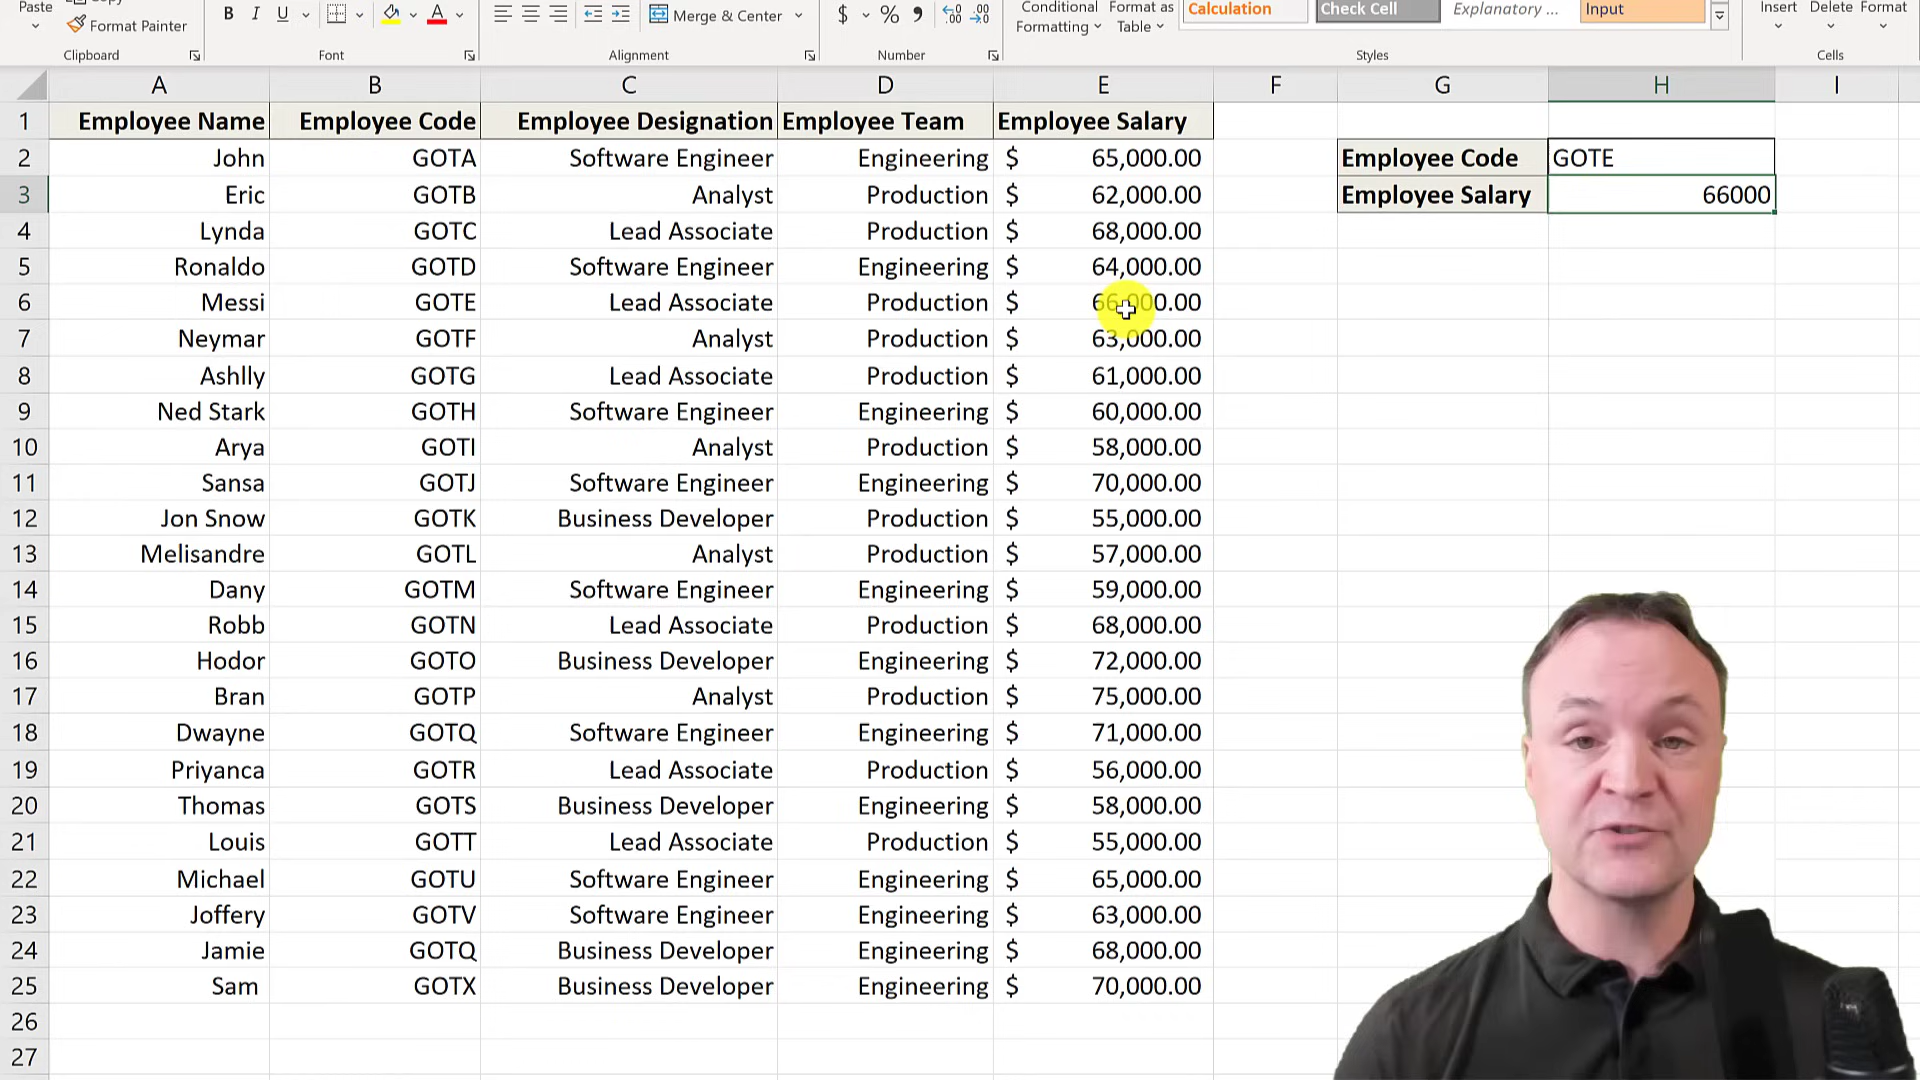 Paste
Copy
Format Painter
B I U A
Merge & Center
$ % ,
Conditional
Formatting
Format as
Table
Calculation
Check Cell
Explanatory ...
Input
Insert
Delete
Format
Clipboard
Font
Alignment
Number
Styles
Cells
A B C D E F G H I
1 Employee Name Employee Code Employee Designation Employee Team Employee Salary
2 John GOTA Software Engineer Engineering $ 65,000.00 Employee Code GOTE
3 Eric GOTB Analyst Production $ 62,000.00 Employee Salary 66000
4 Lynda GOTC Lead Associate Production $ 68,000.00
5 Ronaldo GOTD Software Engineer Engineering $ 64,000.00
6 Messi GOTE Lead Associate Production $ 66,000.00
7 Neymar GOTF Analyst Production $ 63,000.00
8 Ashlly GOTG Lead Associate Production $ 61,000.00
9 Ned Stark GOTH Software Engineer Engineering $ 60,000.00
10 Arya GOTI Analyst Production $ 58,000.00
11 Sansa GOTJ Software Engineer Engineering $ 70,000.00
12 Jon Snow GOTK Business Developer Production $ 55,000.00
13 Melisandre GOTL Analyst Production $ 57,000.00
14 Dany GOTM Software Engineer Engineering $ 59,000.00
15 Robb GOTN Lead Associate Production $ 68,000.00
16 Hodor GOTO Business Developer Engineering $ 72,000.00
17 Bran GOTP Analyst Production $ 75,000.00
18 Dwayne GOTQ Software Engineer Engineering $ 71,000.00
19 Priyanca GOTR Lead Associate Production $ 56,000.00
20 Thomas GOTS Business Developer Engineering $ 58,000.00
21 Louis GOTT Lead Associate Production $ 55,000.00
22 Michael GOTU Software Engineer Engineering $ 65,000.00
23 Joffery GOTV Software Engineer Engineering $ 63,000.00
24 Jamie GOTQ Business Developer Engineering $ 68,000.00
25 Sam GOTX Business Developer Engineering $ 70,000.00
26
27